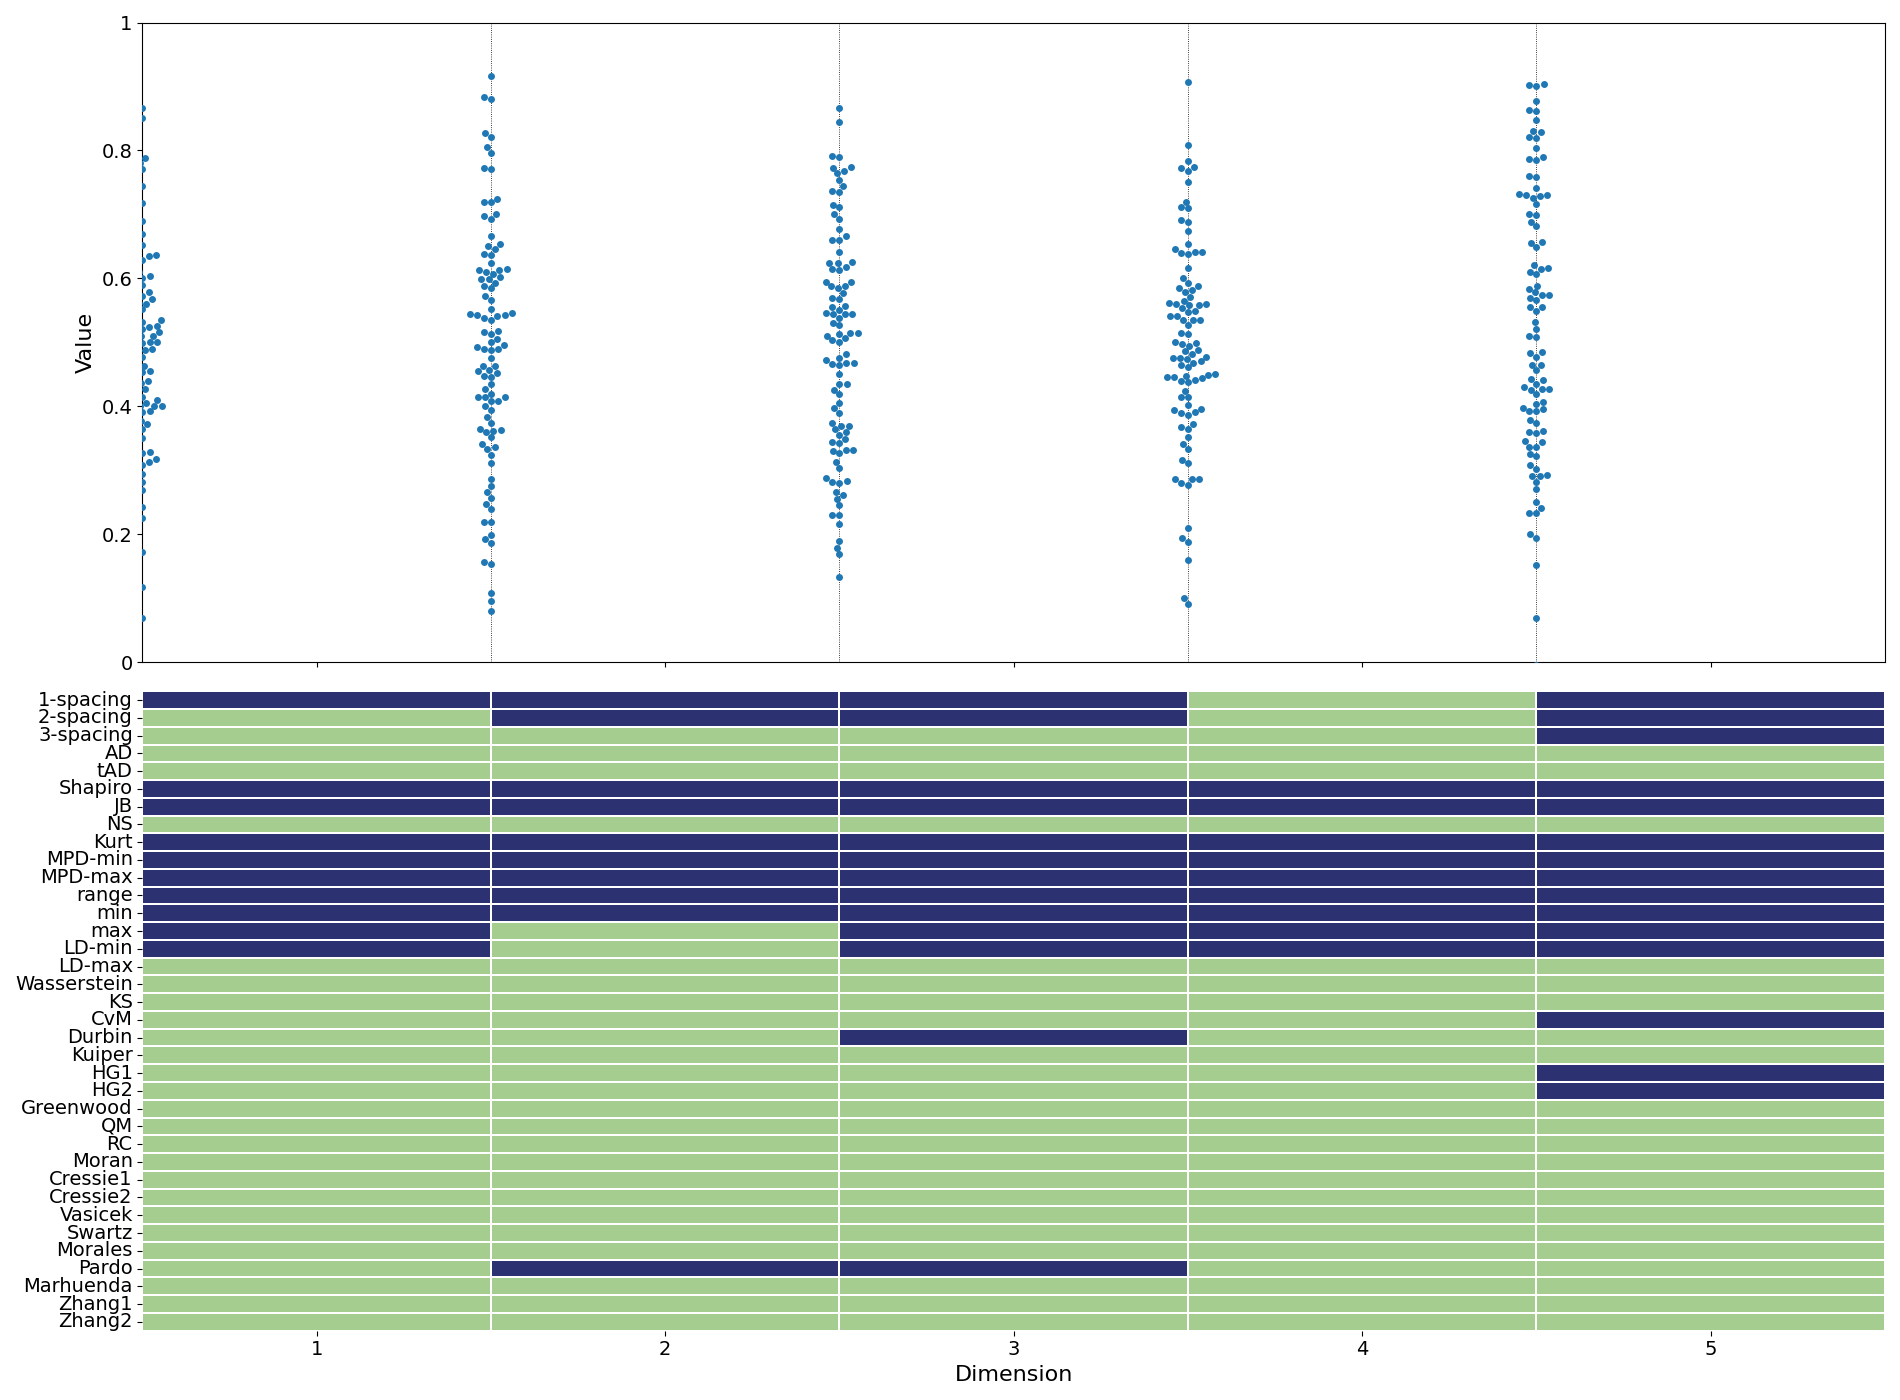 1
0.8
0.6
0.4
0.2
0
Value
1-spacing
2-spacing
3-spacing
AD
tAD
Shapiro
JB
NS
Kurt
MPD-min
MPD-max
range
min
max
LD-min
LD-max
Wasserstein
KS
CvM
Durbin
Kuiper
HG1
HG2
Greenwood
QM
RC
Moran
Cressie1
Cressie2
Vasicek
Swartz
Morales
Pardo
Marhuenda
Zhang1
Zhang2
1 2 3 4 5
Dimension